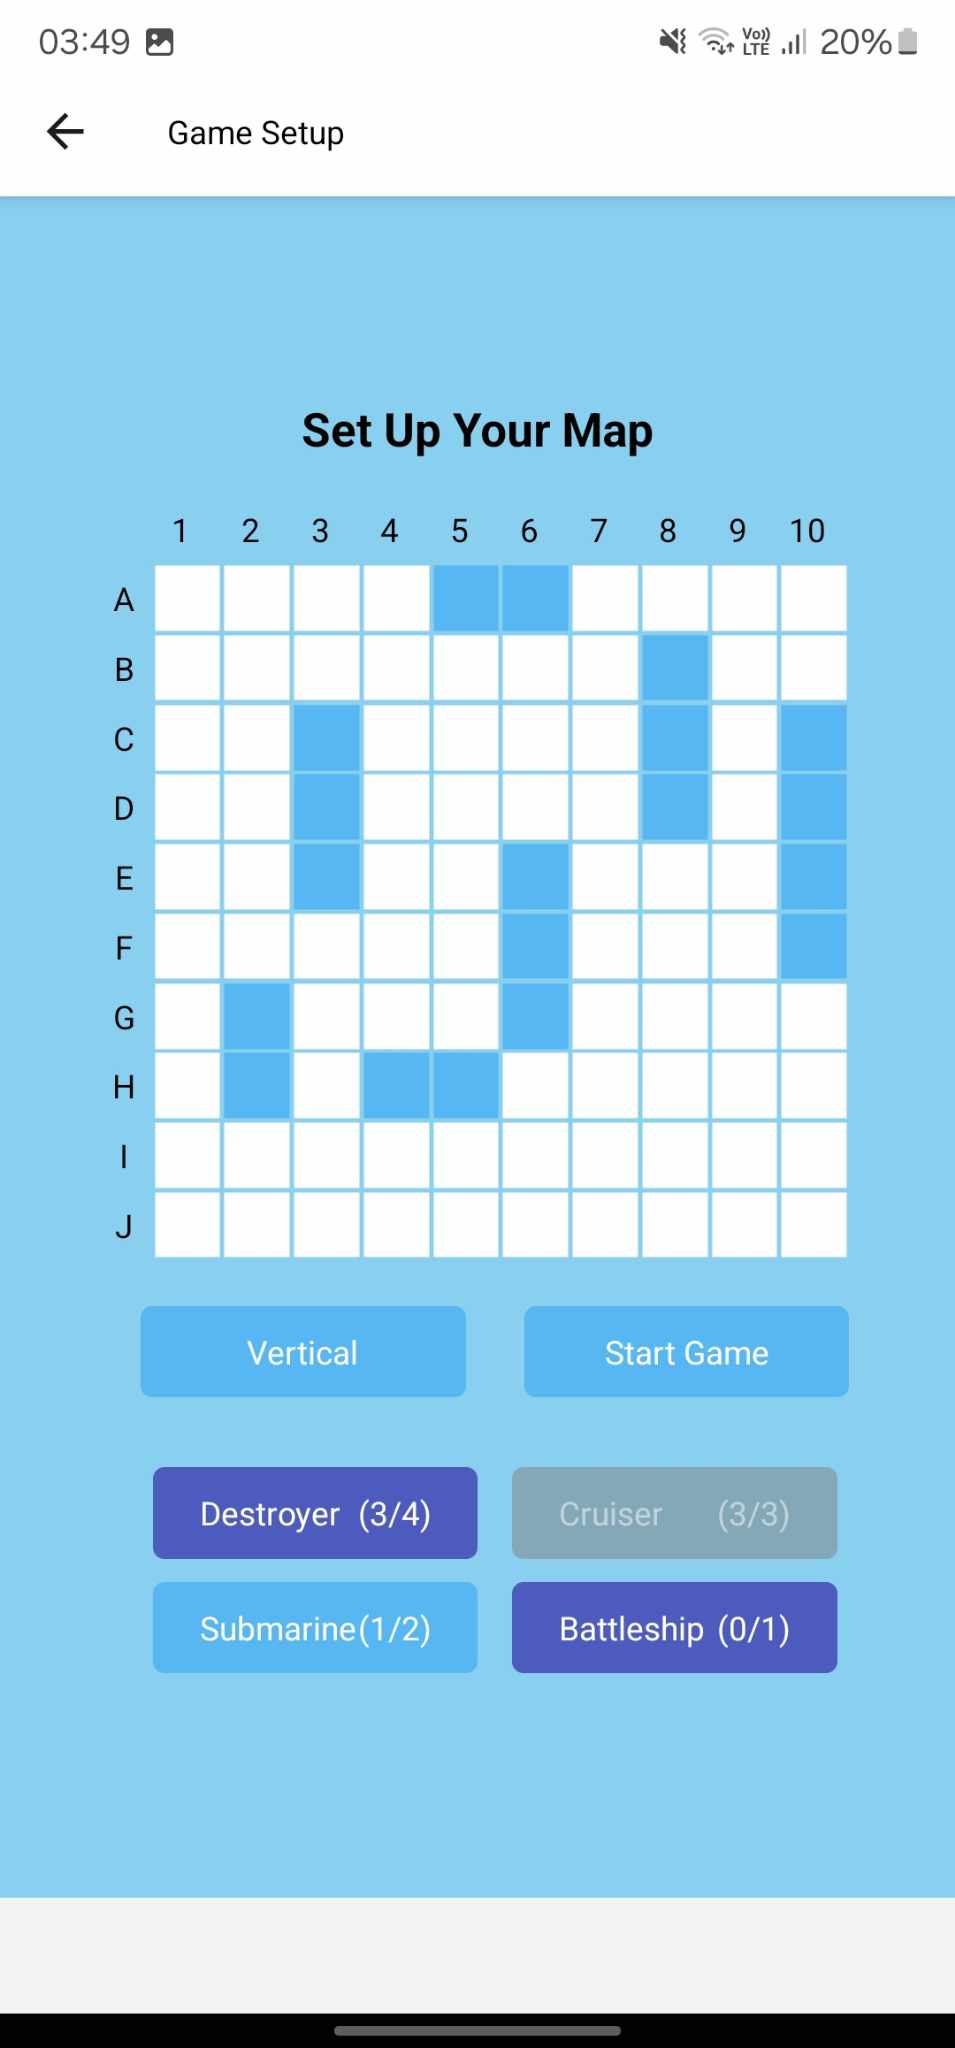 03:49 Vo)) LTE 20%
Game Setup
Set Up Your Map
1 2 3 4 5 6 7 8 9 10
A
B
C
D
E
F
G
H
I
J
Vertical Start Game
Destroyer (3/4) Cruiser (3/3)
Submarine(1/2) Battleship (0/1)